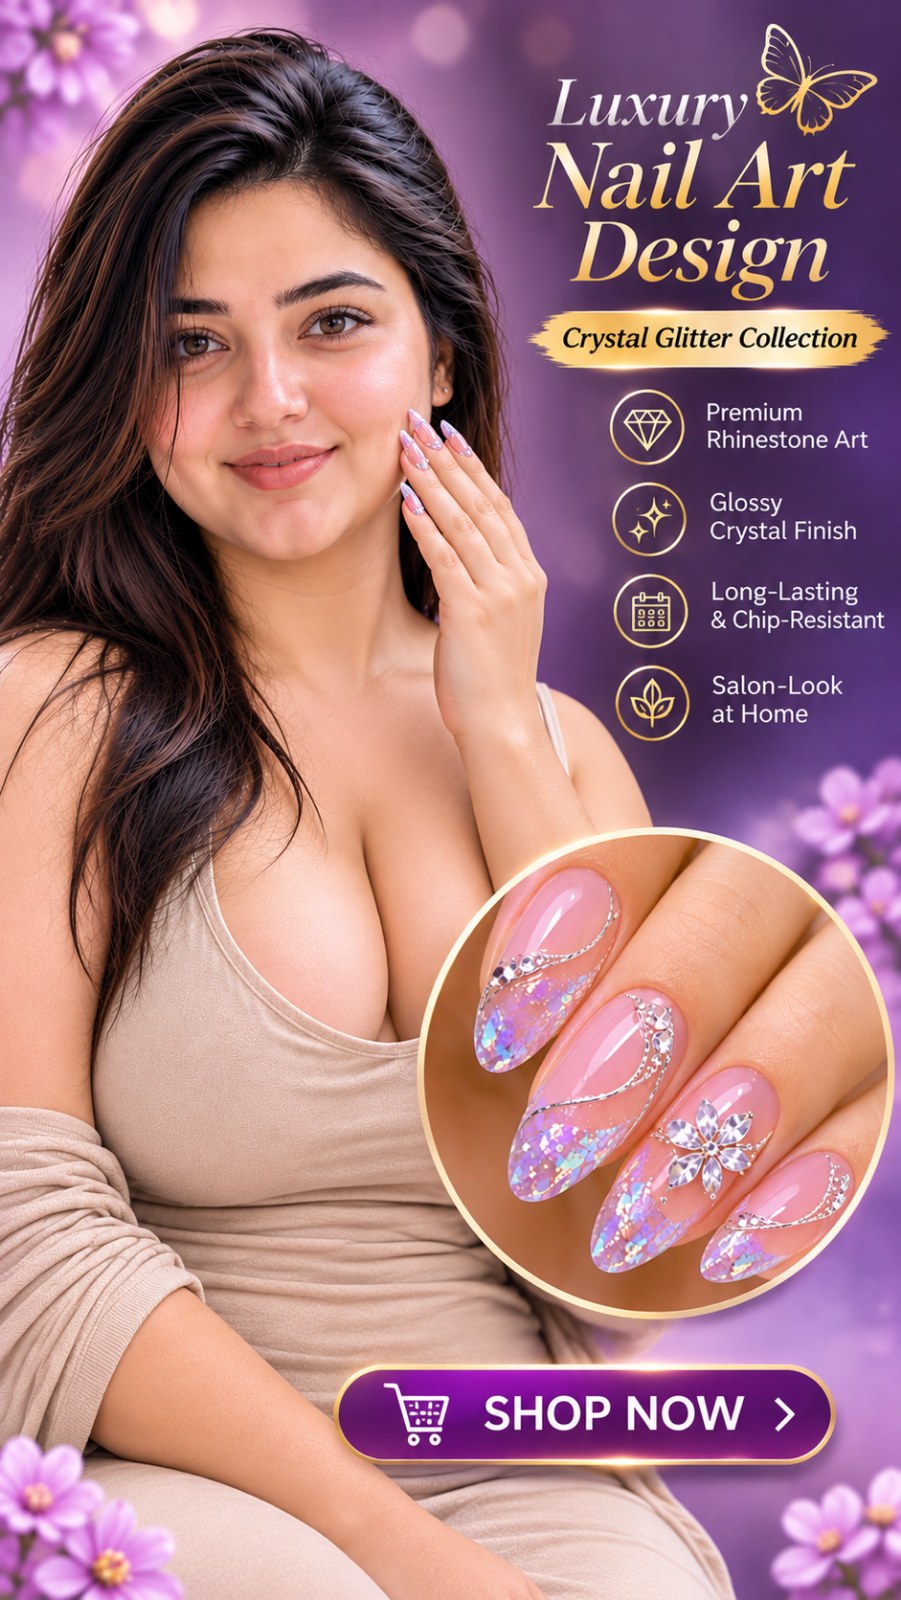 Luxury
Nail Art
Design
Crystal Glitter Collection
Premium
Rhinestone Art
Glossy
Crystal Finish
Long-Lasting
& Chip-Resistant
Salon-Look
at Home
SHOP NOW